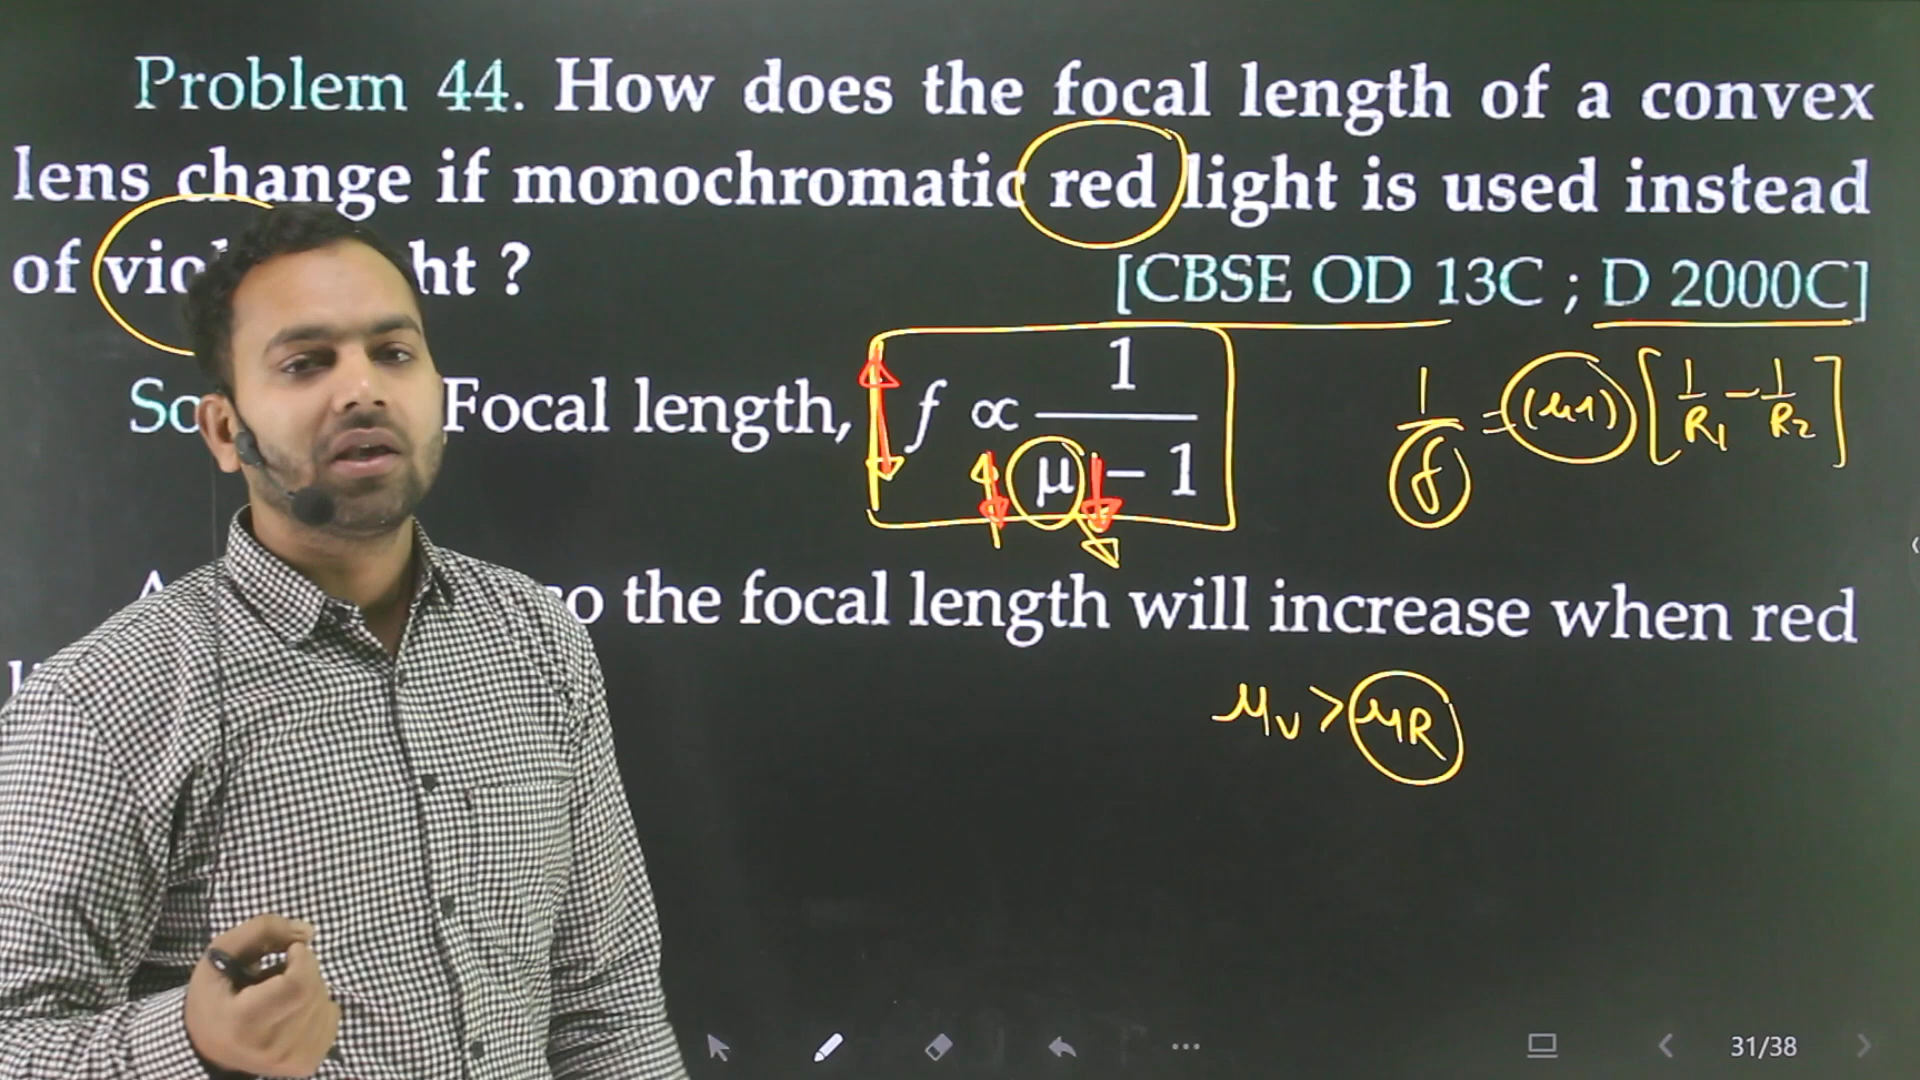 Problem 44. How does the focal length of a convex
lens change if monochromatic red light is used instead
of ?
[CBSE OD 13C ; D 2000C]
Focal length, f ∝ 1 / μ − 1
1/f = (μ-1) [1/R1 − 1/R2]
so the focal length will increase when red
μv > μR
31/38